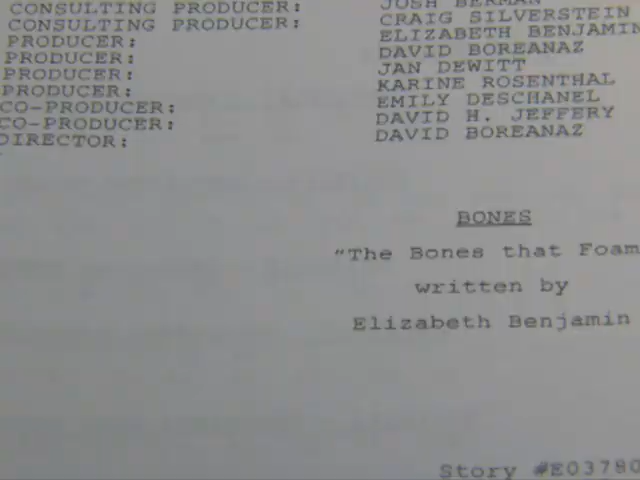 CONSULTING PRODUCER: JOSH BERMAN
CONSULTING PRODUCER: CRAIG SILVERSTEIN
PRODUCER: ELIZABETH BENJAMIN
PRODUCER: DAVID BOREANAZ
PRODUCER: JAN DEWITT
PRODUCER: KARINE ROSENTHAL
CO-PRODUCER: EMILY DESCHANEL
CO-PRODUCER: DAVID H. JEFFERY
DIRECTOR: DAVID BOREANAZ
BONES
"The Bones that Foam
written by
Elizabeth Benjamin
Story #E03780